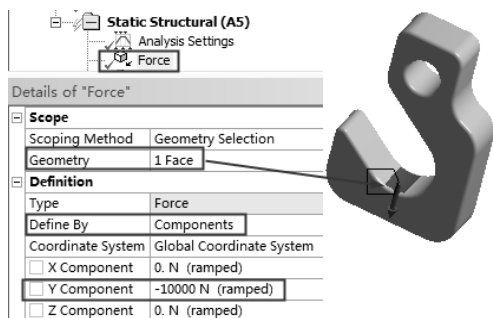 Static Structural (A5)
Analysis Settings
Force
Details of "Force"
Scope
Scoping Method Geometry Selection
Geometry 1 Face
Definition
Type Force
Define By Components
Coordinate System Global Coordinate System
X Component 0. N (ramped)
Y Component -10000 N (ramped)
Z Component 0. N (ramped)